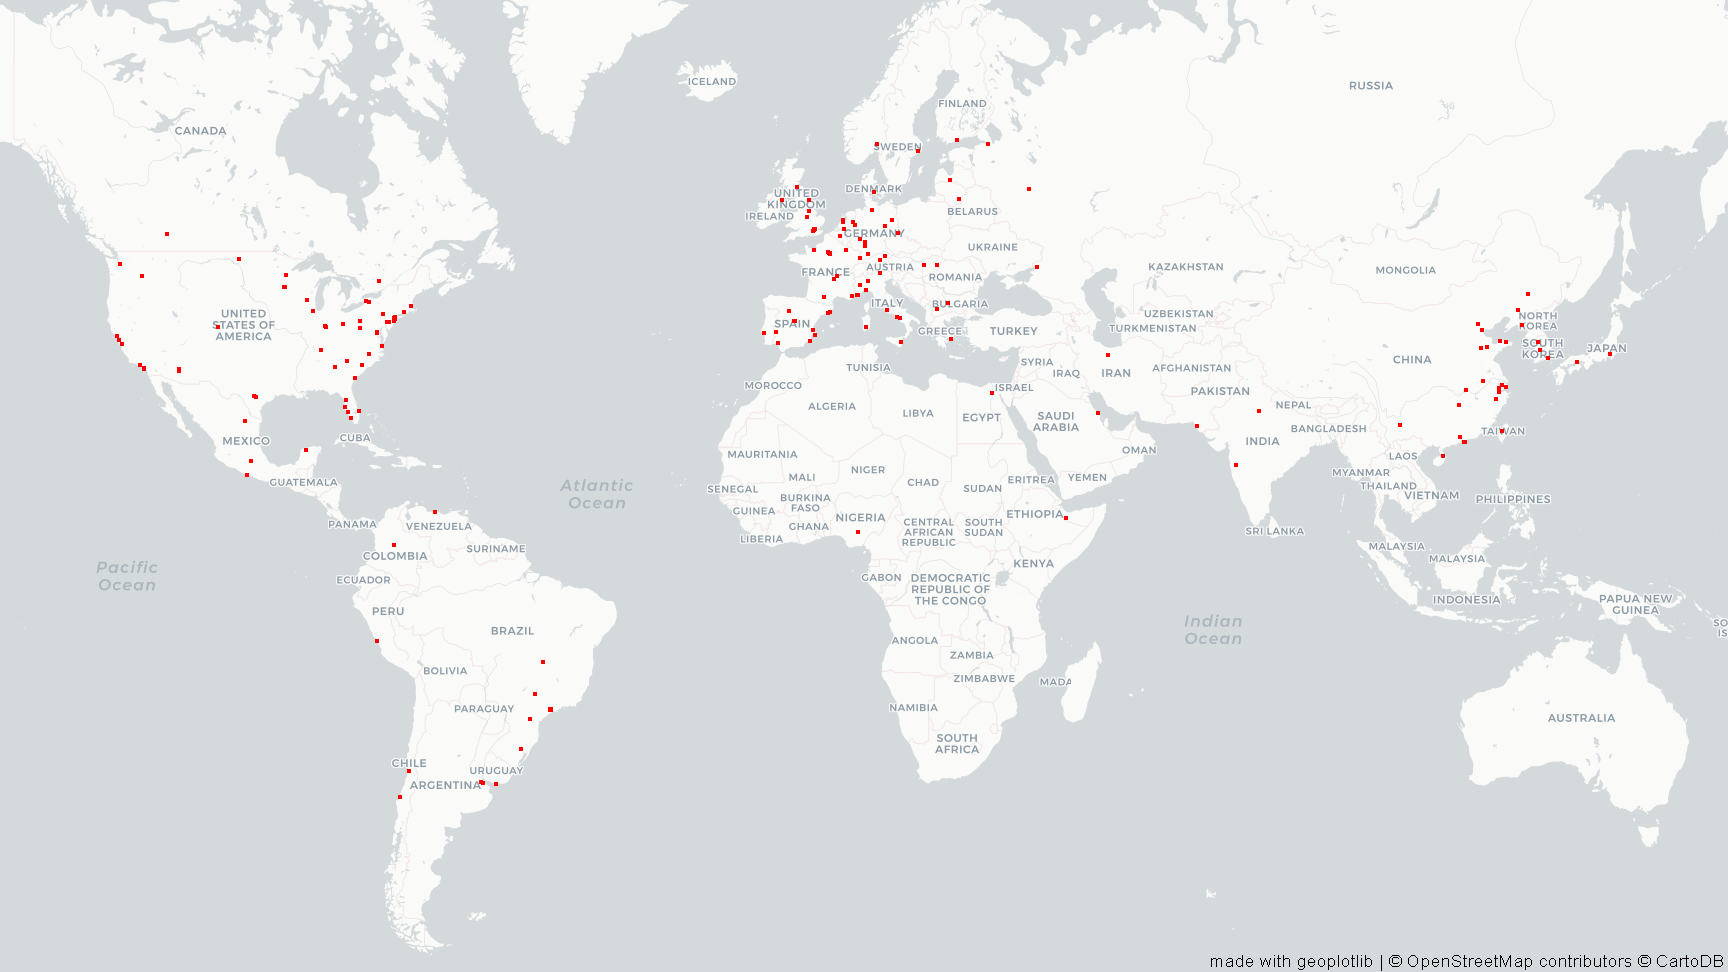 ICELAND
RUSSIA
FINLAND
CANADA
SWEDEN
DENMARK
UNITED
KINGDOM
IRELAND
BELARUS
GERMANY
UKRAINE
FRANCE
AUSTRIA
ROMANIA
KAZAKHSTAN
MONGOLIA
ITALY
BULGARIA
UNITED
STATES OF
AMERICA
SPAIN
GREECE
TURKEY
UZBEKISTAN
TURKMENISTAN
NORTH
KOREA
SOUTH
KOREA
JAPAN
CHINA
TUNISIA
SYRIA
IRAQ
IRAN
AFGHANISTAN
MOROCCO
ISRAEL
PAKISTAN
NEPAL
ALGERIA
LIBYA
EGYPT
SAUDI
ARABIA
BANGLADESH
TAIWAN
MEXICO
CUBA
INDIA
OMAN
LAOS
MAURITANIA
MALI
NIGER
CHAD
SUDAN
ERITREA
YEMEN
MYANMAR
THAILAND
VIETNAM
PHILIPPINES
GUATEMALA
Atlantic
Ocean
SENEGAL
BURKINA
FASO
GUINEA
NIGERIA
GHANA
LIBERIA
CENTRAL
AFRICAN
REPUBLIC
SOUTH
SUDAN
ETHIOPIA
SRI LANKA
PANAMA
VENEZUELA
COLOMBIA
SURINAME
MALAYSIA
MALAYSIA
Pacific
Ocean
ECUADOR
GABON
DEMOCRATIC
REPUBLIC OF
THE CONGO
KENYA
INDONESIA
PAPUA NEW
GUINEA
SO
IS
PERU
BRAZIL
Indian
Ocean
ANGOLA
ZAMBIA
BOLIVIA
ZIMBABWE
MADA
PARAGUAY
NAMIBIA
AUSTRALIA
SOUTH
AFRICA
CHILE
URUGUAY
ARGENTINA
made with geoplotlib | © OpenStreetMap contributors © CartoDB